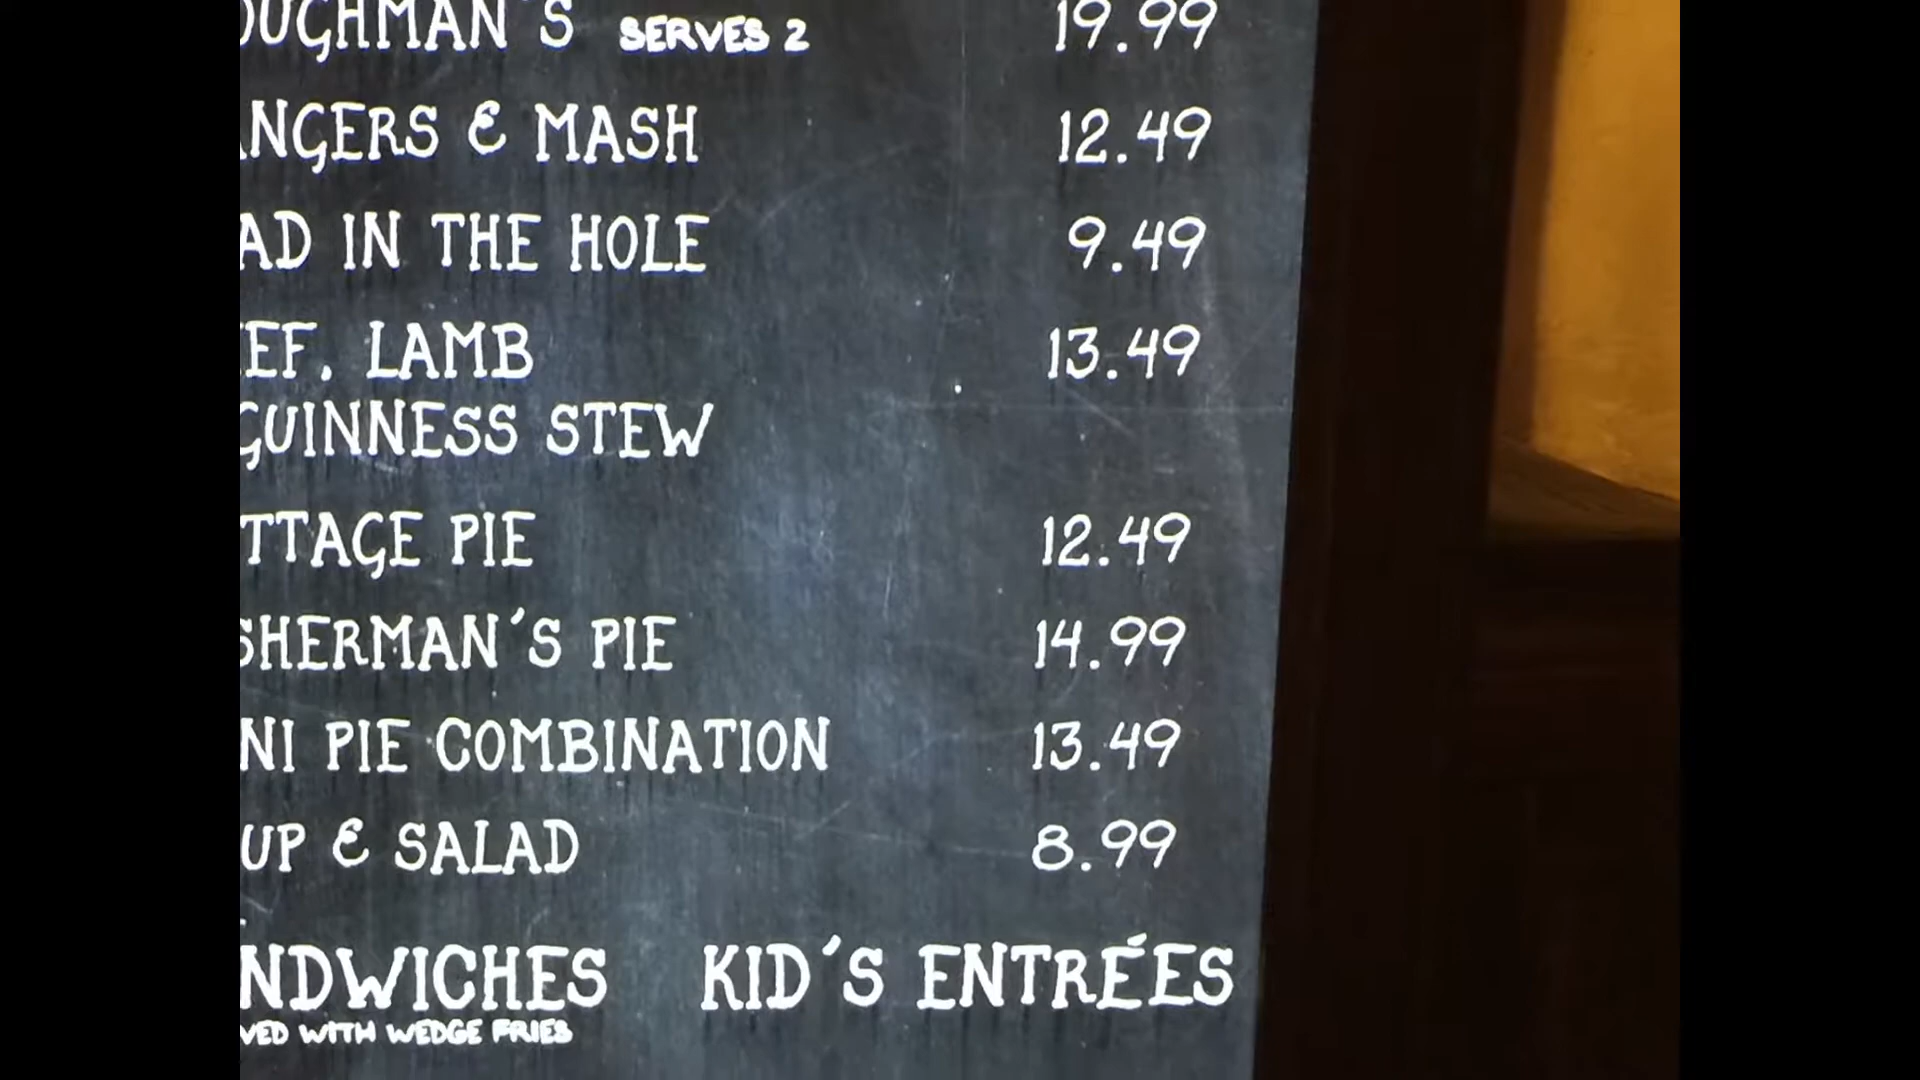 OUGHMAN'S SERVES 2 19.99
NGERS & MASH 12.49
AD IN THE HOLE 9.49
EF, LAMB 13.49
GUINNESS STEW
TTAGE PIE 12.49
SHERMAN'S PIE 14.99
NI PIE COMBINATION 13.49
UP & SALAD 8.99
NDWICHES KID'S ENTRÉES
VED WITH WEDGE FRIES